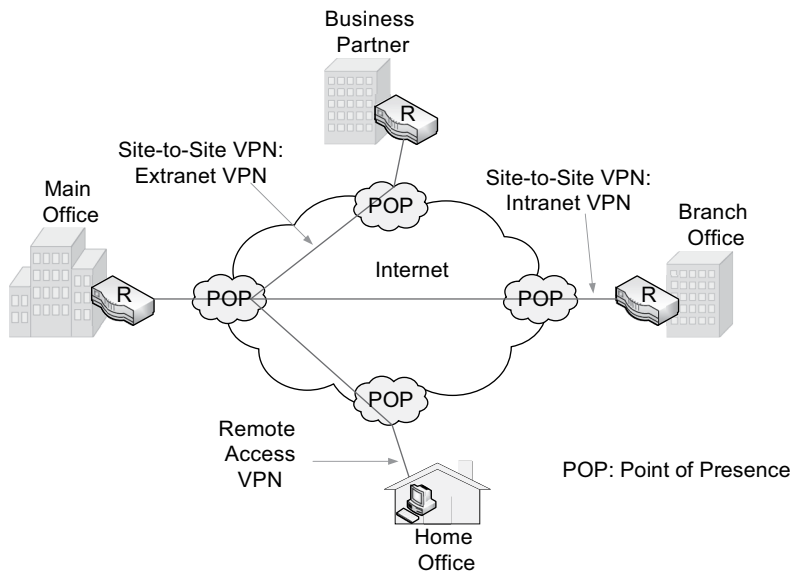 Business
Partner
R
Site-to-Site VPN:
Extranet VPN
Site-to-Site VPN:
Intranet VPN
Main
Office
POP
Branch
Office
Internet
R
POP
POP
R
POP
Remote
Access
VPN
POP: Point of Presence
Home
Office